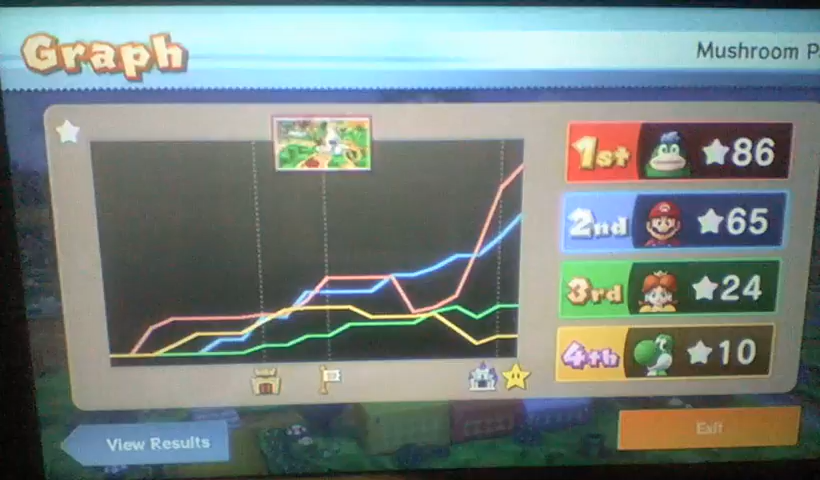 Graph
Mushroom P
1st ★86
2nd ★65
3rd ★24
4th ★10
View Results
Exit